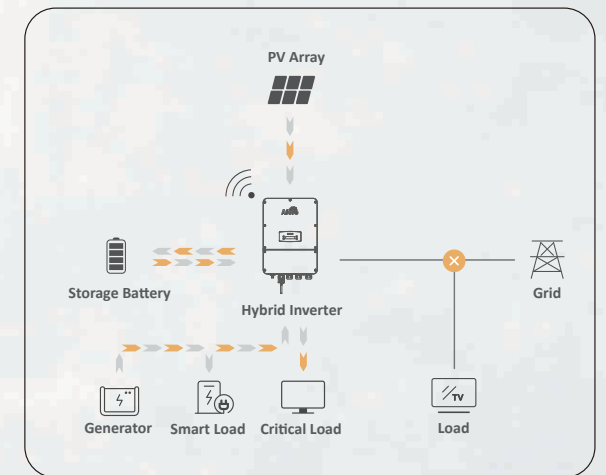 PV Array
Storage Battery
Hybrid Inverter
Grid
TV
Generator
Smart Load
Critical Load
Load